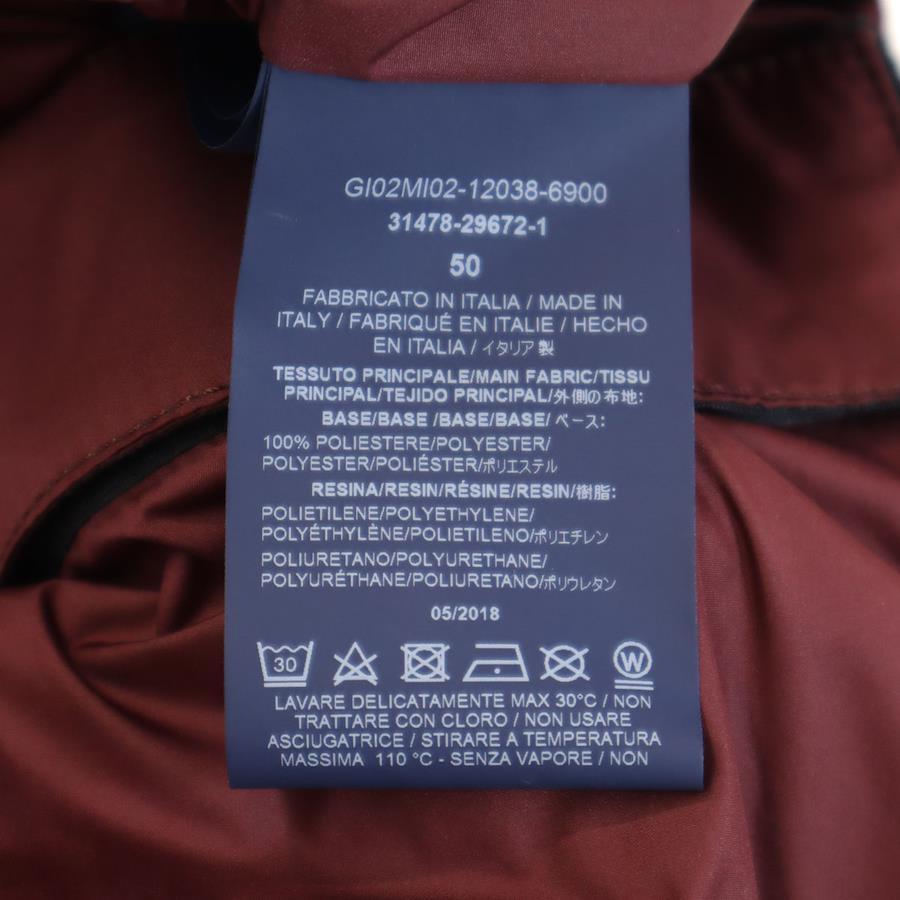 GI02MI02-12038-6900
31478-29672-1
50
FABBRICATO IN ITALIA / MADE IN
ITALY / FABRIQUÉ EN ITALIE / HECHO
EN ITALIA / イタリア製
TESSUTO PRINCIPALE/MAIN FABRIC/TISSU
PRINCIPAL/TEJIDO PRINCIPAL/外側の布地:
BASE/BASE /BASE/BASE/ ベース:
100% POLIESTERE/POLYESTER/
POLYESTER/POLIÉSTER/ポリエステル
RESINA/RESIN/RÉSINE/RESIN/樹脂:
POLIETILENE/POLYETHYLENE/
POLYÉTHYLÈNE/POLIETILENO/ポリエチレン
POLIURETANO/POLYURETHANE/
POLYURÉTHANE/POLIURETANO/ポリウレタン
05/2018
30 W
LAVARE DELICATAMENTE MAX 30°C / NON
TRATTARE CON CLORO / NON USARE
ASCIUGATRICE / STIRARE A TEMPERATURA
MASSIMA 110 °C - SENZA VAPORE / NON